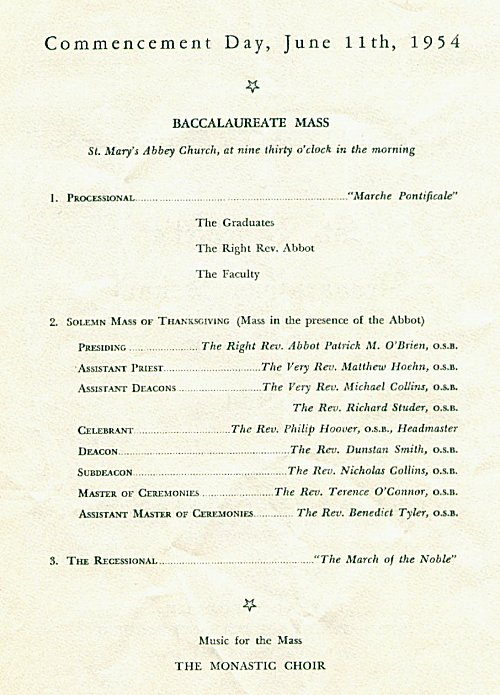 Commencement Day, June 11th, 1954
BACCALAUREATE MASS
St. Mary's Abbey Church, at nine thirty o'clock in the morning
1. Processional "Marche Pontificale"
The Graduates
The Right Rev. Abbot
The Faculty
2. Solemn Mass of Thanksgiving (Mass in the presence of the Abbot)
Presiding The Right Rev. Abbot Patrick M. O'Brien, O.S.B.
Assistant Priest The Very Rev. Matthew Hoehn, O.S.B.
Assistant Deacons The Very Rev. Michael Collins, O.S.B.
The Rev. Richard Studer, O.S.B.
Celebrant The Rev. Philip Hoover, O.S.B., Headmaster
Deacon The Rev. Dunstan Smith, O.S.B.
Subdeacon The Rev. Nicholas Collins, O.S.B.
Master of Ceremonies The Rev. Terence O'Connor, O.S.B.
Assistant Master of Ceremonies The Rev. Benedict Tyler, O.S.B.
3. The Recessional "The March of the Noble"
Music for the Mass
THE MONASTIC CHOIR